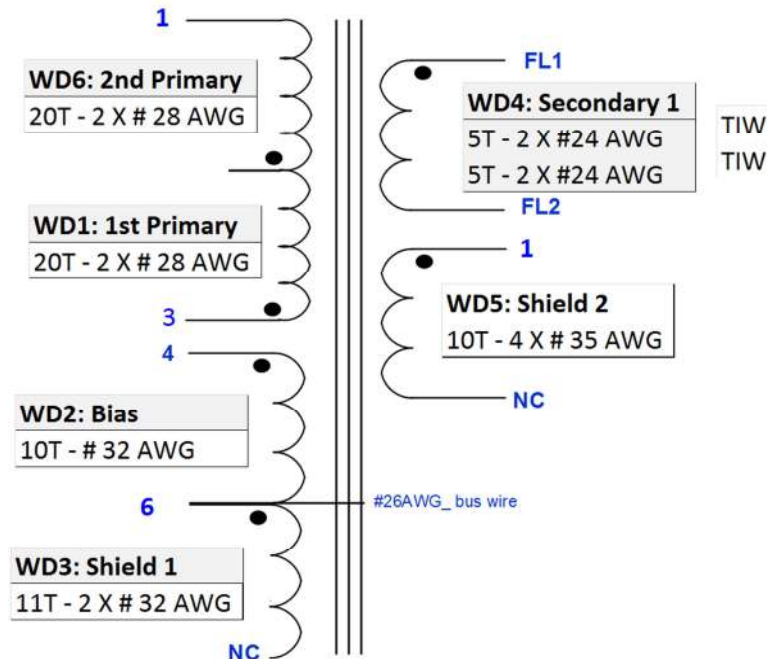 1
WD6: 2nd Primary
20T - 2 X # 28 AWG
WD1: 1st Primary
20T - 2 X # 28 AWG
3
4
WD2: Bias
10T - # 32 AWG
6
#26AWG_ bus wire
WD3: Shield 1
11T - 2 X # 32 AWG
NC
FL1
WD4: Secondary 1
5T - 2 X #24 AWG
TIW
5T - 2 X #24 AWG
TIW
FL2
1
WD5: Shield 2
10T - 4 X # 35 AWG
NC